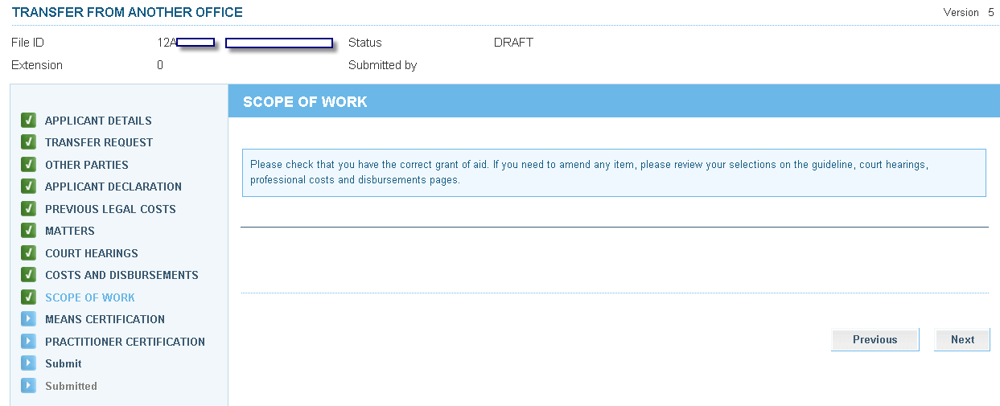 TRANSFER FROM ANOTHER OFFICE
Version 5
File ID 12A Status DRAFT
Extension 0 Submitted by
SCOPE OF WORK
APPLICANT DETAILS
TRANSFER REQUEST
OTHER PARTIES
APPLICANT DECLARATION
PREVIOUS LEGAL COSTS
MATTERS
COURT HEARINGS
COSTS AND DISBURSEMENTS
SCOPE OF WORK
MEANS CERTIFICATION
PRACTITIONER CERTIFICATION
Submit
Submitted
Please check that you have the correct grant of aid. If you need to amend any item, please review your selections on the guideline, court hearings,
professional costs and disbursements pages.
Previous Next